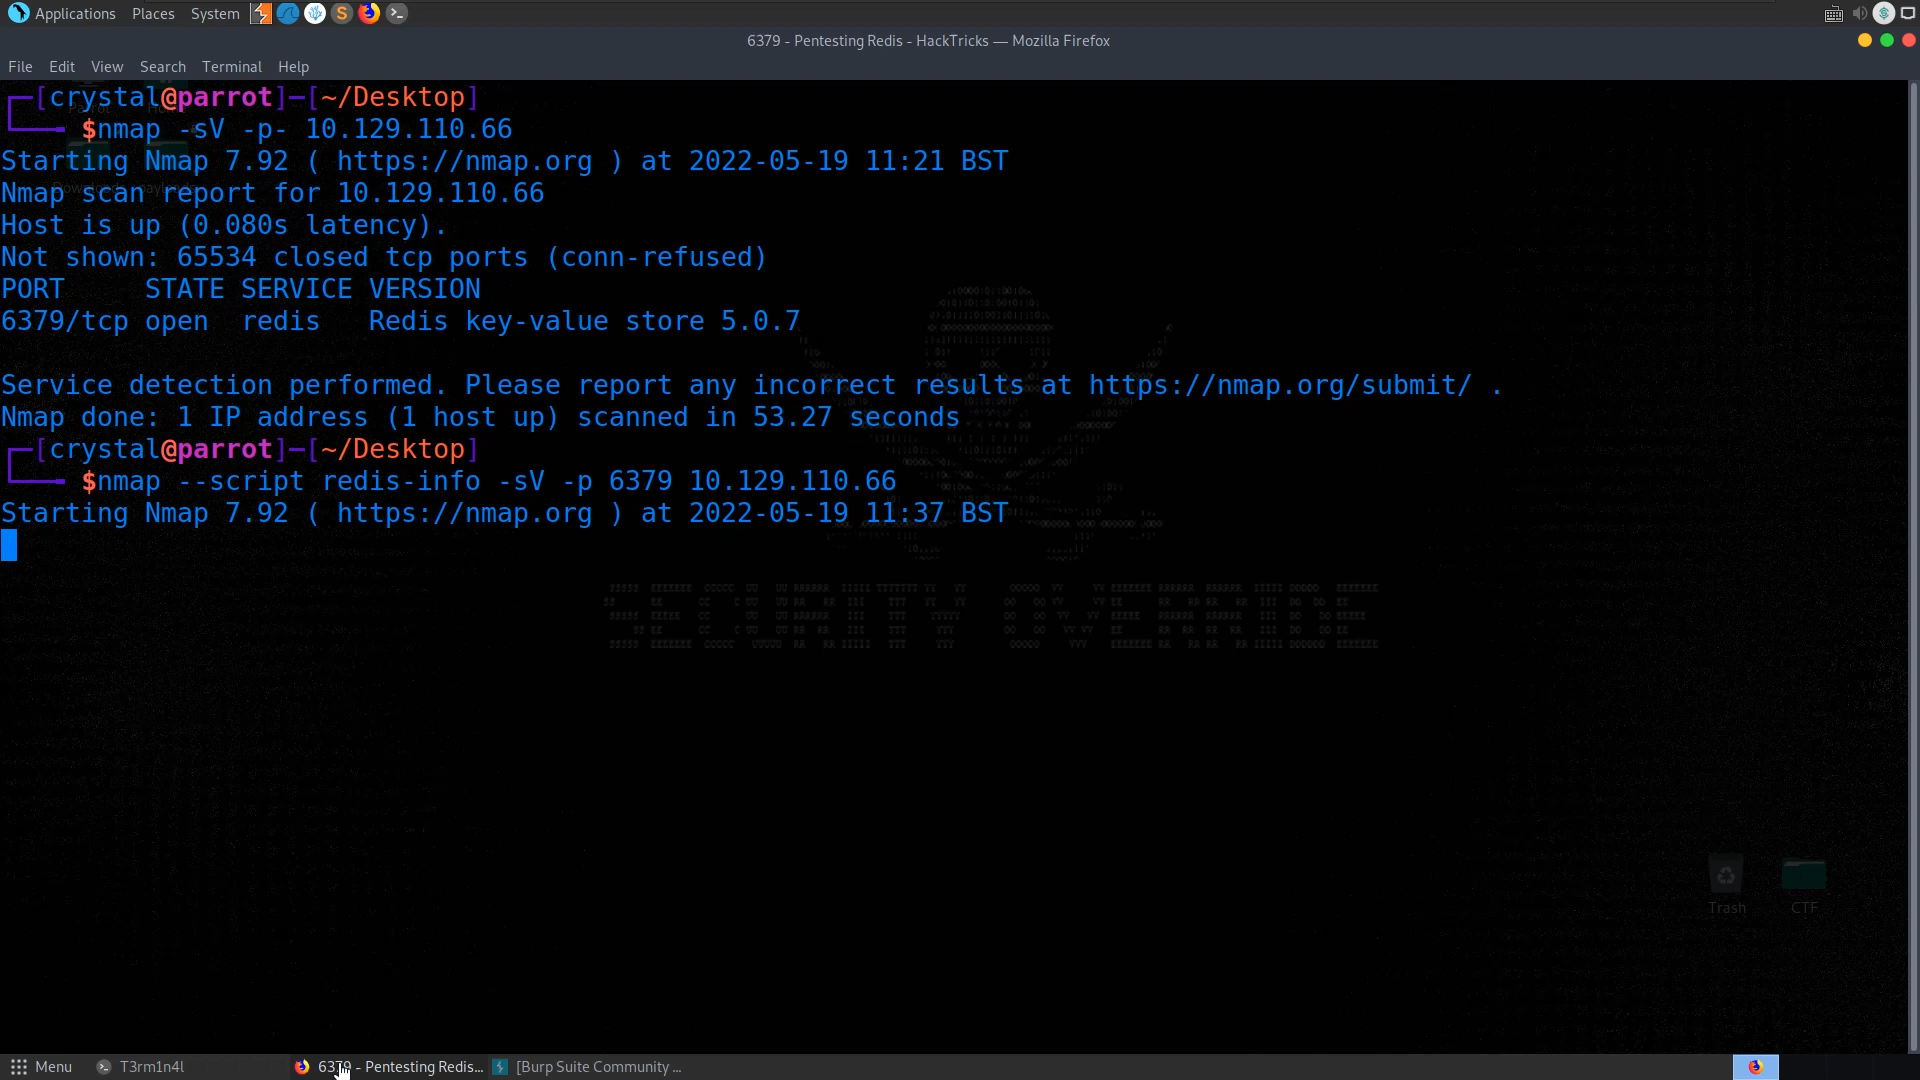 Applications Places System
6379 - Pentesting Redis - HackTricks — Mozilla Firefox
File Edit View Search Terminal Help
┌─[crystal@parrot]─[~/Desktop]
└──╼ $nmap -sV -p- 10.129.110.66
Starting Nmap 7.92 ( https://nmap.org ) at 2022-05-19 11:21 BST
Nmap scan report for 10.129.110.66
Host is up (0.080s latency).
Not shown: 65534 closed tcp ports (conn-refused)
PORT     STATE SERVICE VERSION
6379/tcp open  redis   Redis key-value store 5.0.7
Service detection performed. Please report any incorrect results at https://nmap.org/submit/ .
Nmap done: 1 IP address (1 host up) scanned in 53.27 seconds
┌─[crystal@parrot]─[~/Desktop]
└──╼ $nmap --script redis-info -sV -p 6379 10.129.110.66
Starting Nmap 7.92 ( https://nmap.org ) at 2022-05-19 11:37 BST
SECURITY OVERRIDE
Trash CTF
Menu T3rm1n4l 6379 - Pentesting Redis... [Burp Suite Community ...